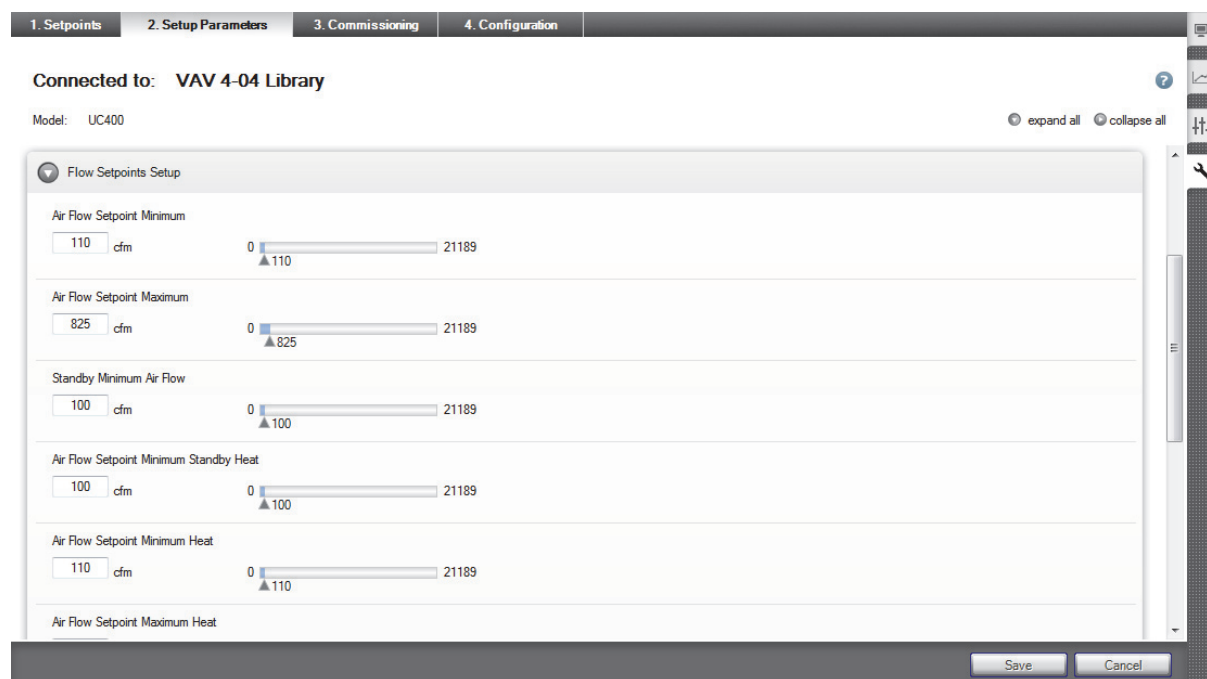 1. Setpoints 2. Setup Parameters 3. Commissioning 4. Configuration
Connected to: VAV 4-04 Library
?
Model: UC400
expand all collapse all
Flow Setpoints Setup
Air Flow Setpoint Minimum
110 cfm 0 21189
110
Air Flow Setpoint Maximum
825 cfm 0 21189
825
Standby Minimum Air Flow
100 cfm 0 21189
100
Air Flow Setpoint Minimum Standby Heat
100 cfm 0 21189
100
Air Flow Setpoint Minimum Heat
110 cfm 0 21189
110
Air Flow Setpoint Maximum Heat
Save Cancel